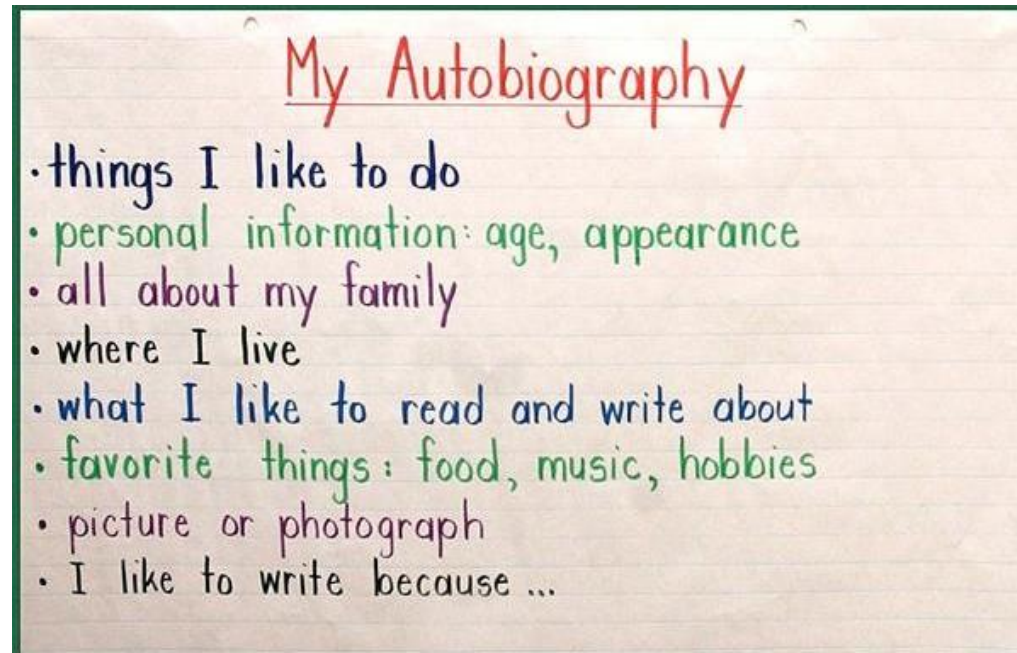 My Autobiography
· things I like to do
· personal information: age, appearance
· all about my family
· where I live
· what I like to read and write about
· favorite things: food, music, hobbies
· picture or photograph
· I like to write because ...